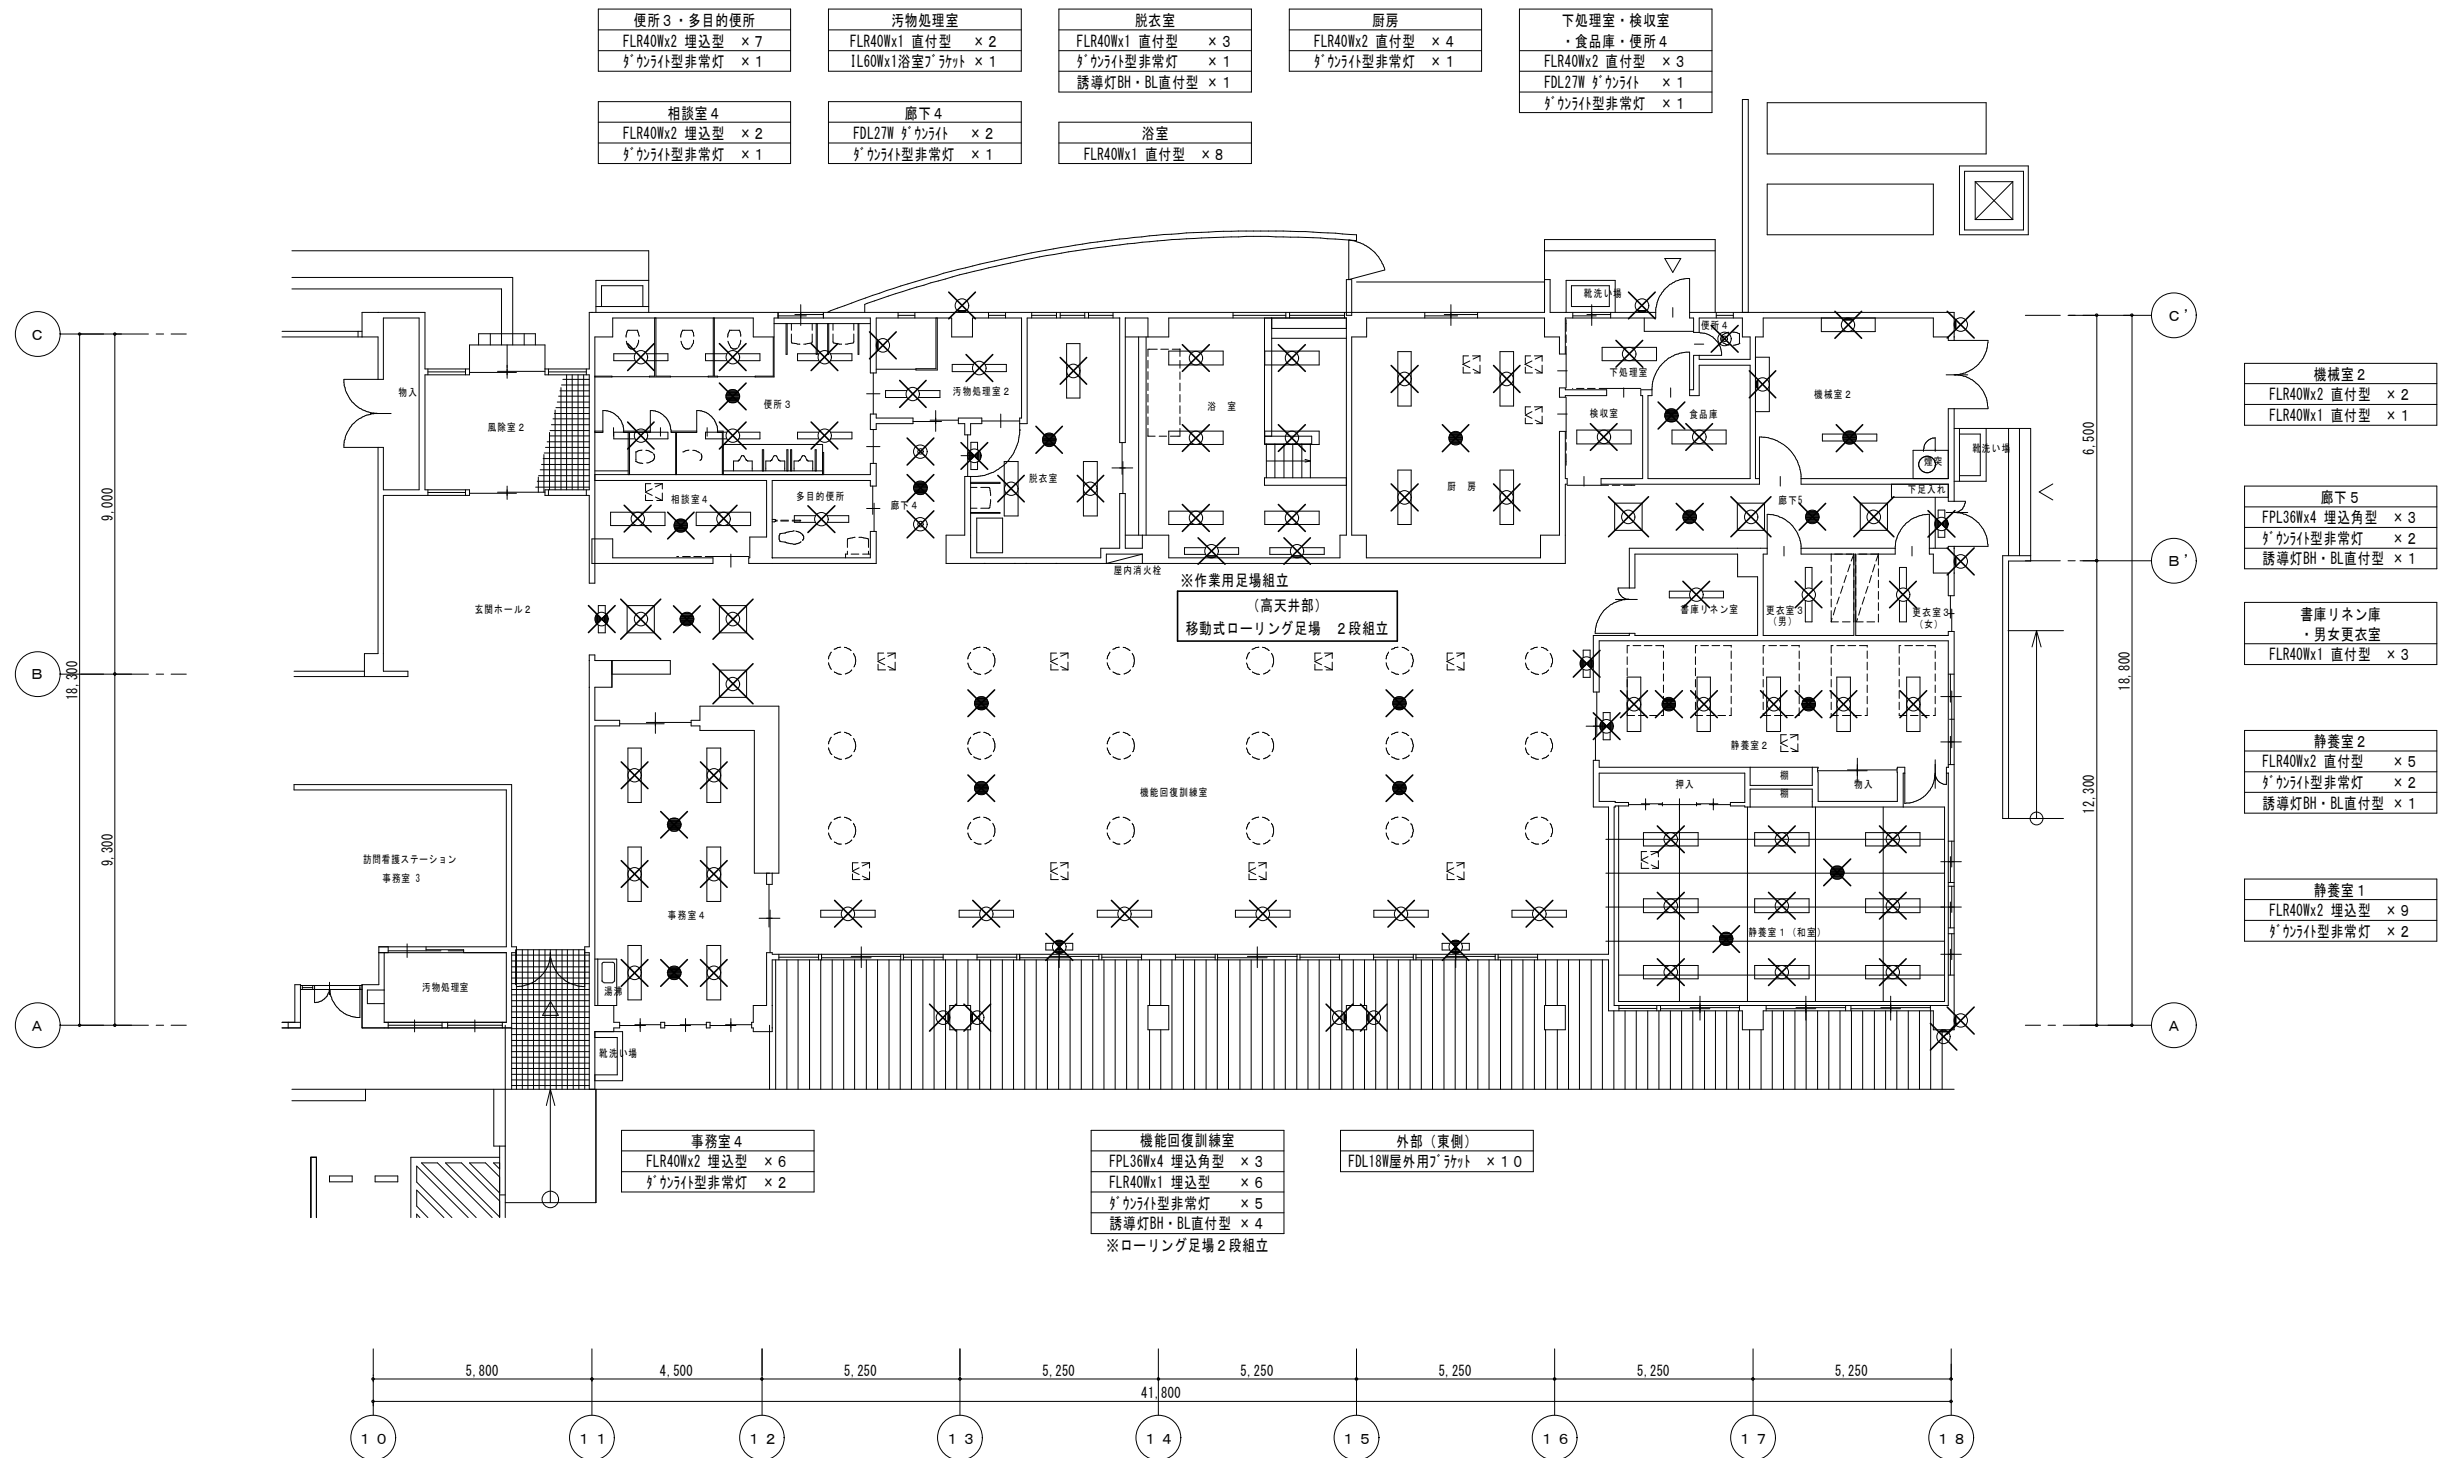 便所３・多目的便所
FLR40Wx2 埋込型 ×７
ﾀﾞｳﾝﾗｲﾄ型非常灯 ×１
汚物処理室
FLR40Wx1 直付型 ×２
IL60Wx1浴室ﾌﾞﾗｹｯﾄ ×１
脱衣室
FLR40Wx1 直付型 ×３
ﾀﾞｳﾝﾗｲﾄ型非常灯 ×１
誘導灯BH・BL直付型 ×１
厨房
FLR40Wx2 直付型 ×４
ﾀﾞｳﾝﾗｲﾄ型非常灯 ×１
下処理室・検収室
・食品庫・便所４
FLR40Wx2 直付型 ×３
FDL27W ﾀﾞｳﾝﾗｲﾄ ×１
ﾀﾞｳﾝﾗｲﾄ型非常灯 ×１
相談室４
FLR40Wx2 埋込型 ×２
ﾀﾞｳﾝﾗｲﾄ型非常灯 ×１
廊下４
FDL27W ﾀﾞｳﾝﾗｲﾄ ×２
ﾀﾞｳﾝﾗｲﾄ型非常灯 ×１
浴室
FLR40Wx1 直付型 ×８
C
B
A
9,000
18,300
9,300
物入
風除室２
便所３
汚物処理室２
相談室４
多目的便所
廊下４
脱衣室
浴 室
厨 房
靴洗い場
便所４
下処理室
検収室
食品庫
機械室２
煙突
靴洗い場
下足入れ
廊下５
屋内消火栓
玄関ホール２
※作業用足場組立
（高天井部）
移動式ローリング足場 ２段組立
書庫リネン室
更衣室３
（男）
更衣室３
（女）
静養室２
棚
押入
物入
棚
機能回復訓練室
訪問看護ステーション
事務室 3
事務室４
静養室１（和室）
汚物処理室
湯沸
靴洗い場
C'
B'
A
6,500
18,800
12,300
機械室２
FLR40Wx2 直付型 ×２
FLR40Wx1 直付型 ×１
廊下５
FPL36Wx4 埋込角型 ×３
ﾀﾞｳﾝﾗｲﾄ型非常灯 ×２
誘導灯BH・BL直付型 ×１
書庫リネン庫
・男女更衣室
FLR40Wx1 直付型 ×３
静養室２
FLR40Wx2 直付型 ×５
ﾀﾞｳﾝﾗｲﾄ型非常灯 ×２
誘導灯BH・BL直付型 ×１
静養室１
FLR40Wx2 埋込型 ×９
ﾀﾞｳﾝﾗｲﾄ型非常灯 ×２
事務室４
FLR40Wx2 埋込型 ×６
ﾀﾞｳﾝﾗｲﾄ型非常灯 ×２
機能回復訓練室
FPL36Wx4 埋込角型 ×３
FLR40Wx1 埋込型 ×６
ﾀﾞｳﾝﾗｲﾄ型非常灯 ×５
誘導灯BH・BL直付型 ×４
※ローリング足場２段組立
外部（東側）
FDL18W屋外用ﾌﾞﾗｹｯﾄ ×１０
5,800 4,500 5,250 5,250 5,250 5,250 5,250 5,250
41,800
１０ １１ １２ １３ １４ １５ １６ １７ １８